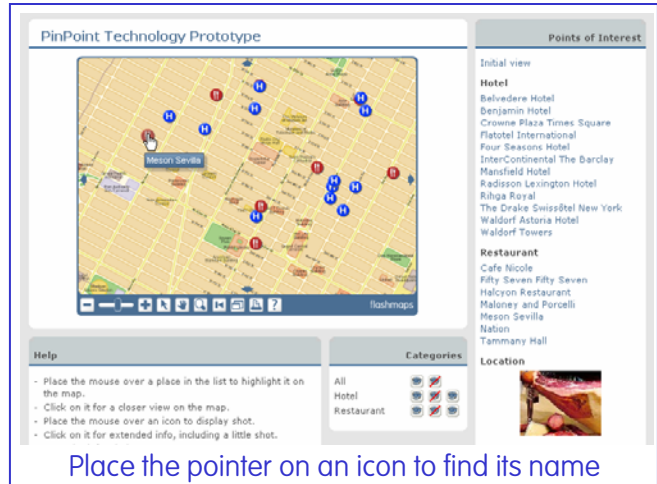 PinPoint Technology Prototype
Meson Sevilla
flashmaps
Points of Interest
Initial view
Hotel
Belvedere Hotel
Benjamin Hotel
Crowne Plaza Times Square
Flatotel International
Four Seasons Hotel
InterContinental The Barclay
Mansfield Hotel
Radisson Lexington Hotel
Rihga Royal
The Drake Swissôtel New York
Waldorf Astoria Hotel
Waldorf Towers
Restaurant
Cafe Nicole
Fifty Seven Fifty Seven
Halcyon Restaurant
Maloney and Porcelli
Meson Sevilla
Nation
Tammany Hall
Location
Help
- Place the mouse over a place in the list to highlight it on
the map.
- Click on it for a closer view on the map.
- Place the mouse over an icon to display shot.
- Click on it for extended info, including a little shot.
Categories
All
Hotel
Restaurant
Place the pointer on an icon to find its name